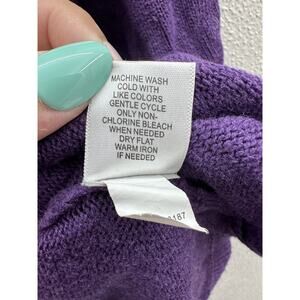 MACHINE WASH
COLD WITH
LIKE COLORS
GENTLE CYCLE
ONLY NON-
CHLORINE BLEACH
WHEN NEEDED
DRY FLAT
WARM IRON
IF NEEDED